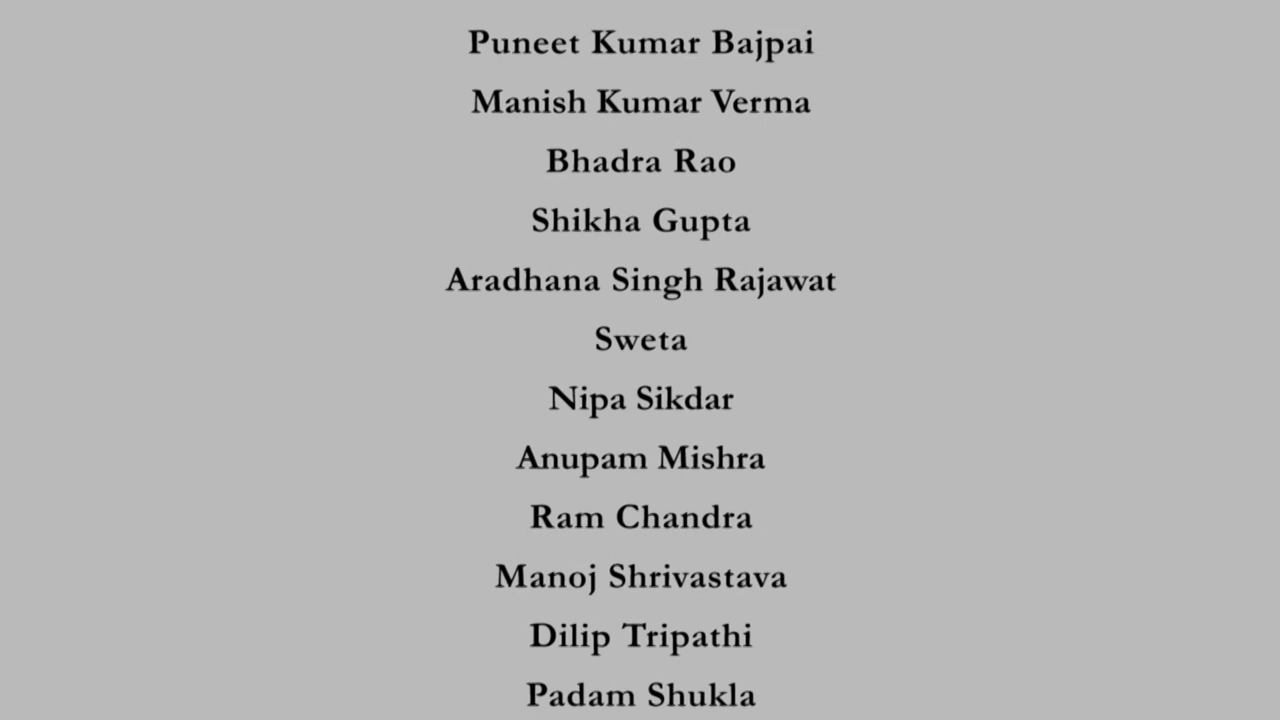 Puneet Kumar Bajpai
Manish Kumar Verma
Bhadra Rao
Shikha Gupta
Aradhana Singh Rajawat
Sweta
Nipa Sikdar
Anupam Mishra
Ram Chandra
Manoj Shrivastava
Dilip Tripathi
Padam Shukla